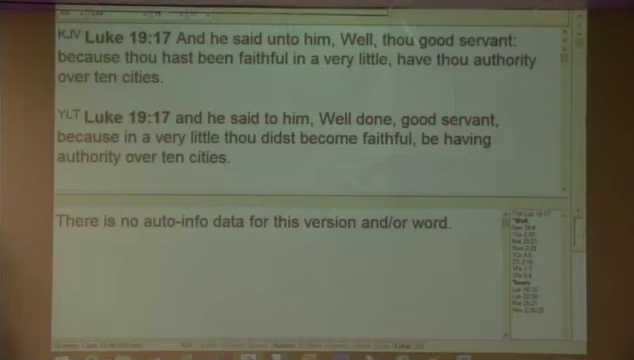 KJV Luke 19:17 And he said unto him, Well, thou good servant:
because thou hast been faithful in a very little, have thou authority
over ten cities.
YLT Luke 19:17 and he said to him, Well done, good servant,
because in a very little thou didst become faithful, be having
authority over ten cities.
There is no auto-info data for this version and/or word.